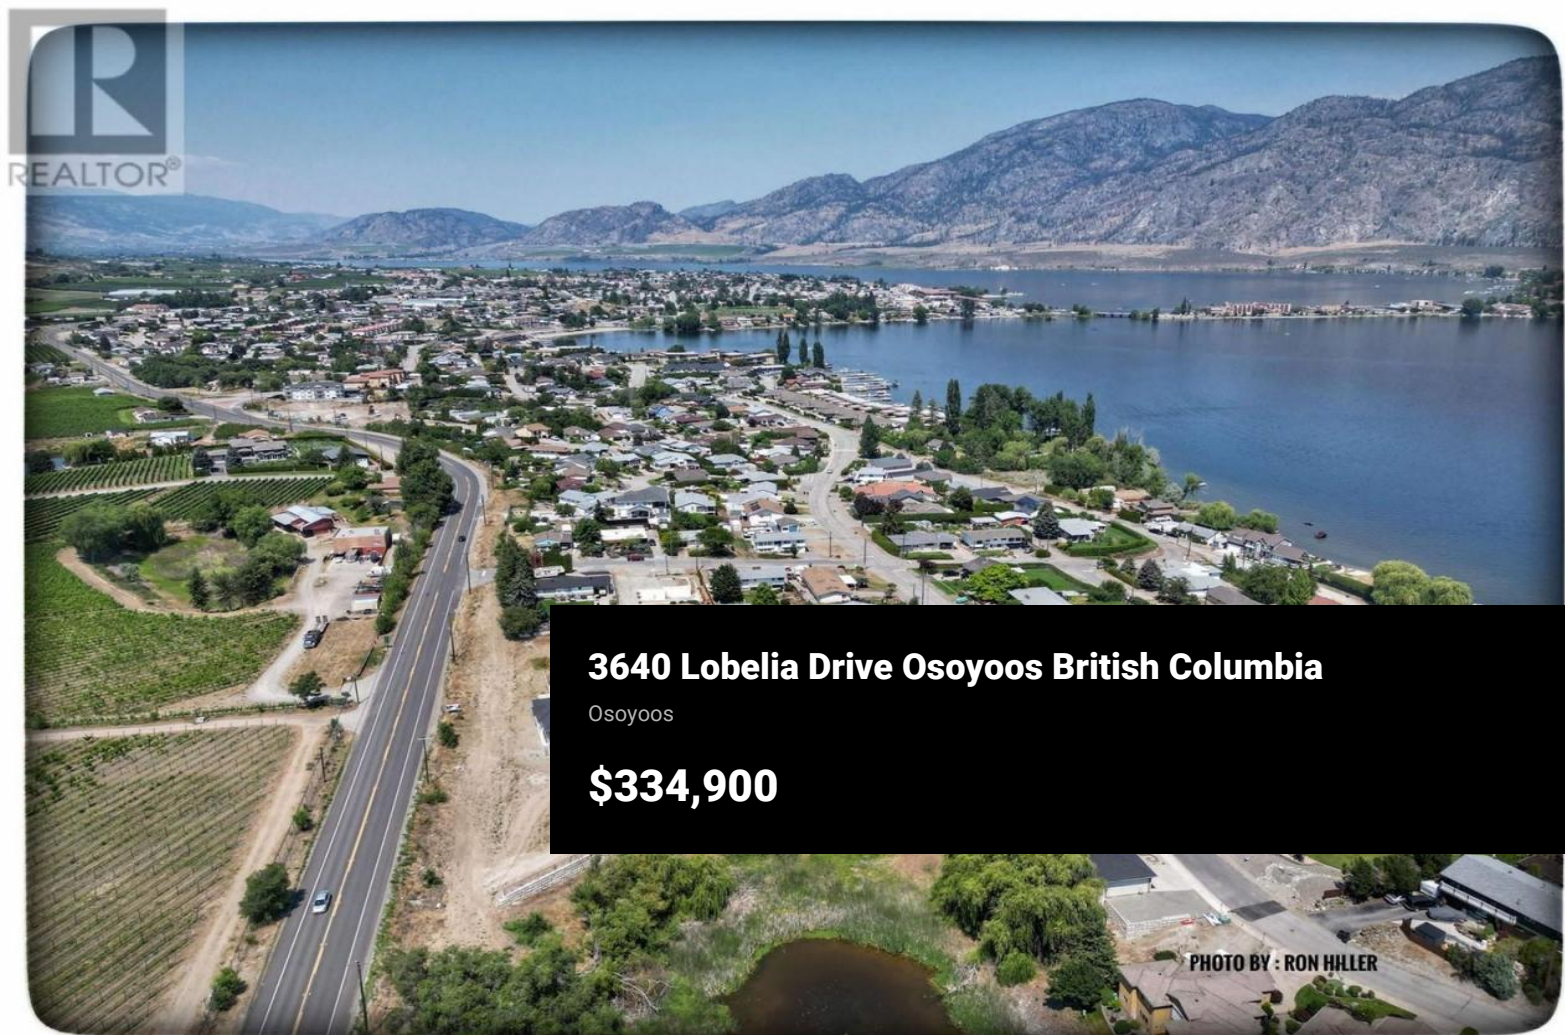 R
REALTOR®
3640 Lobelia Drive Osoyoos British Columbia
Osoyoos
$334,900
PHOTO BY : RON HILLER